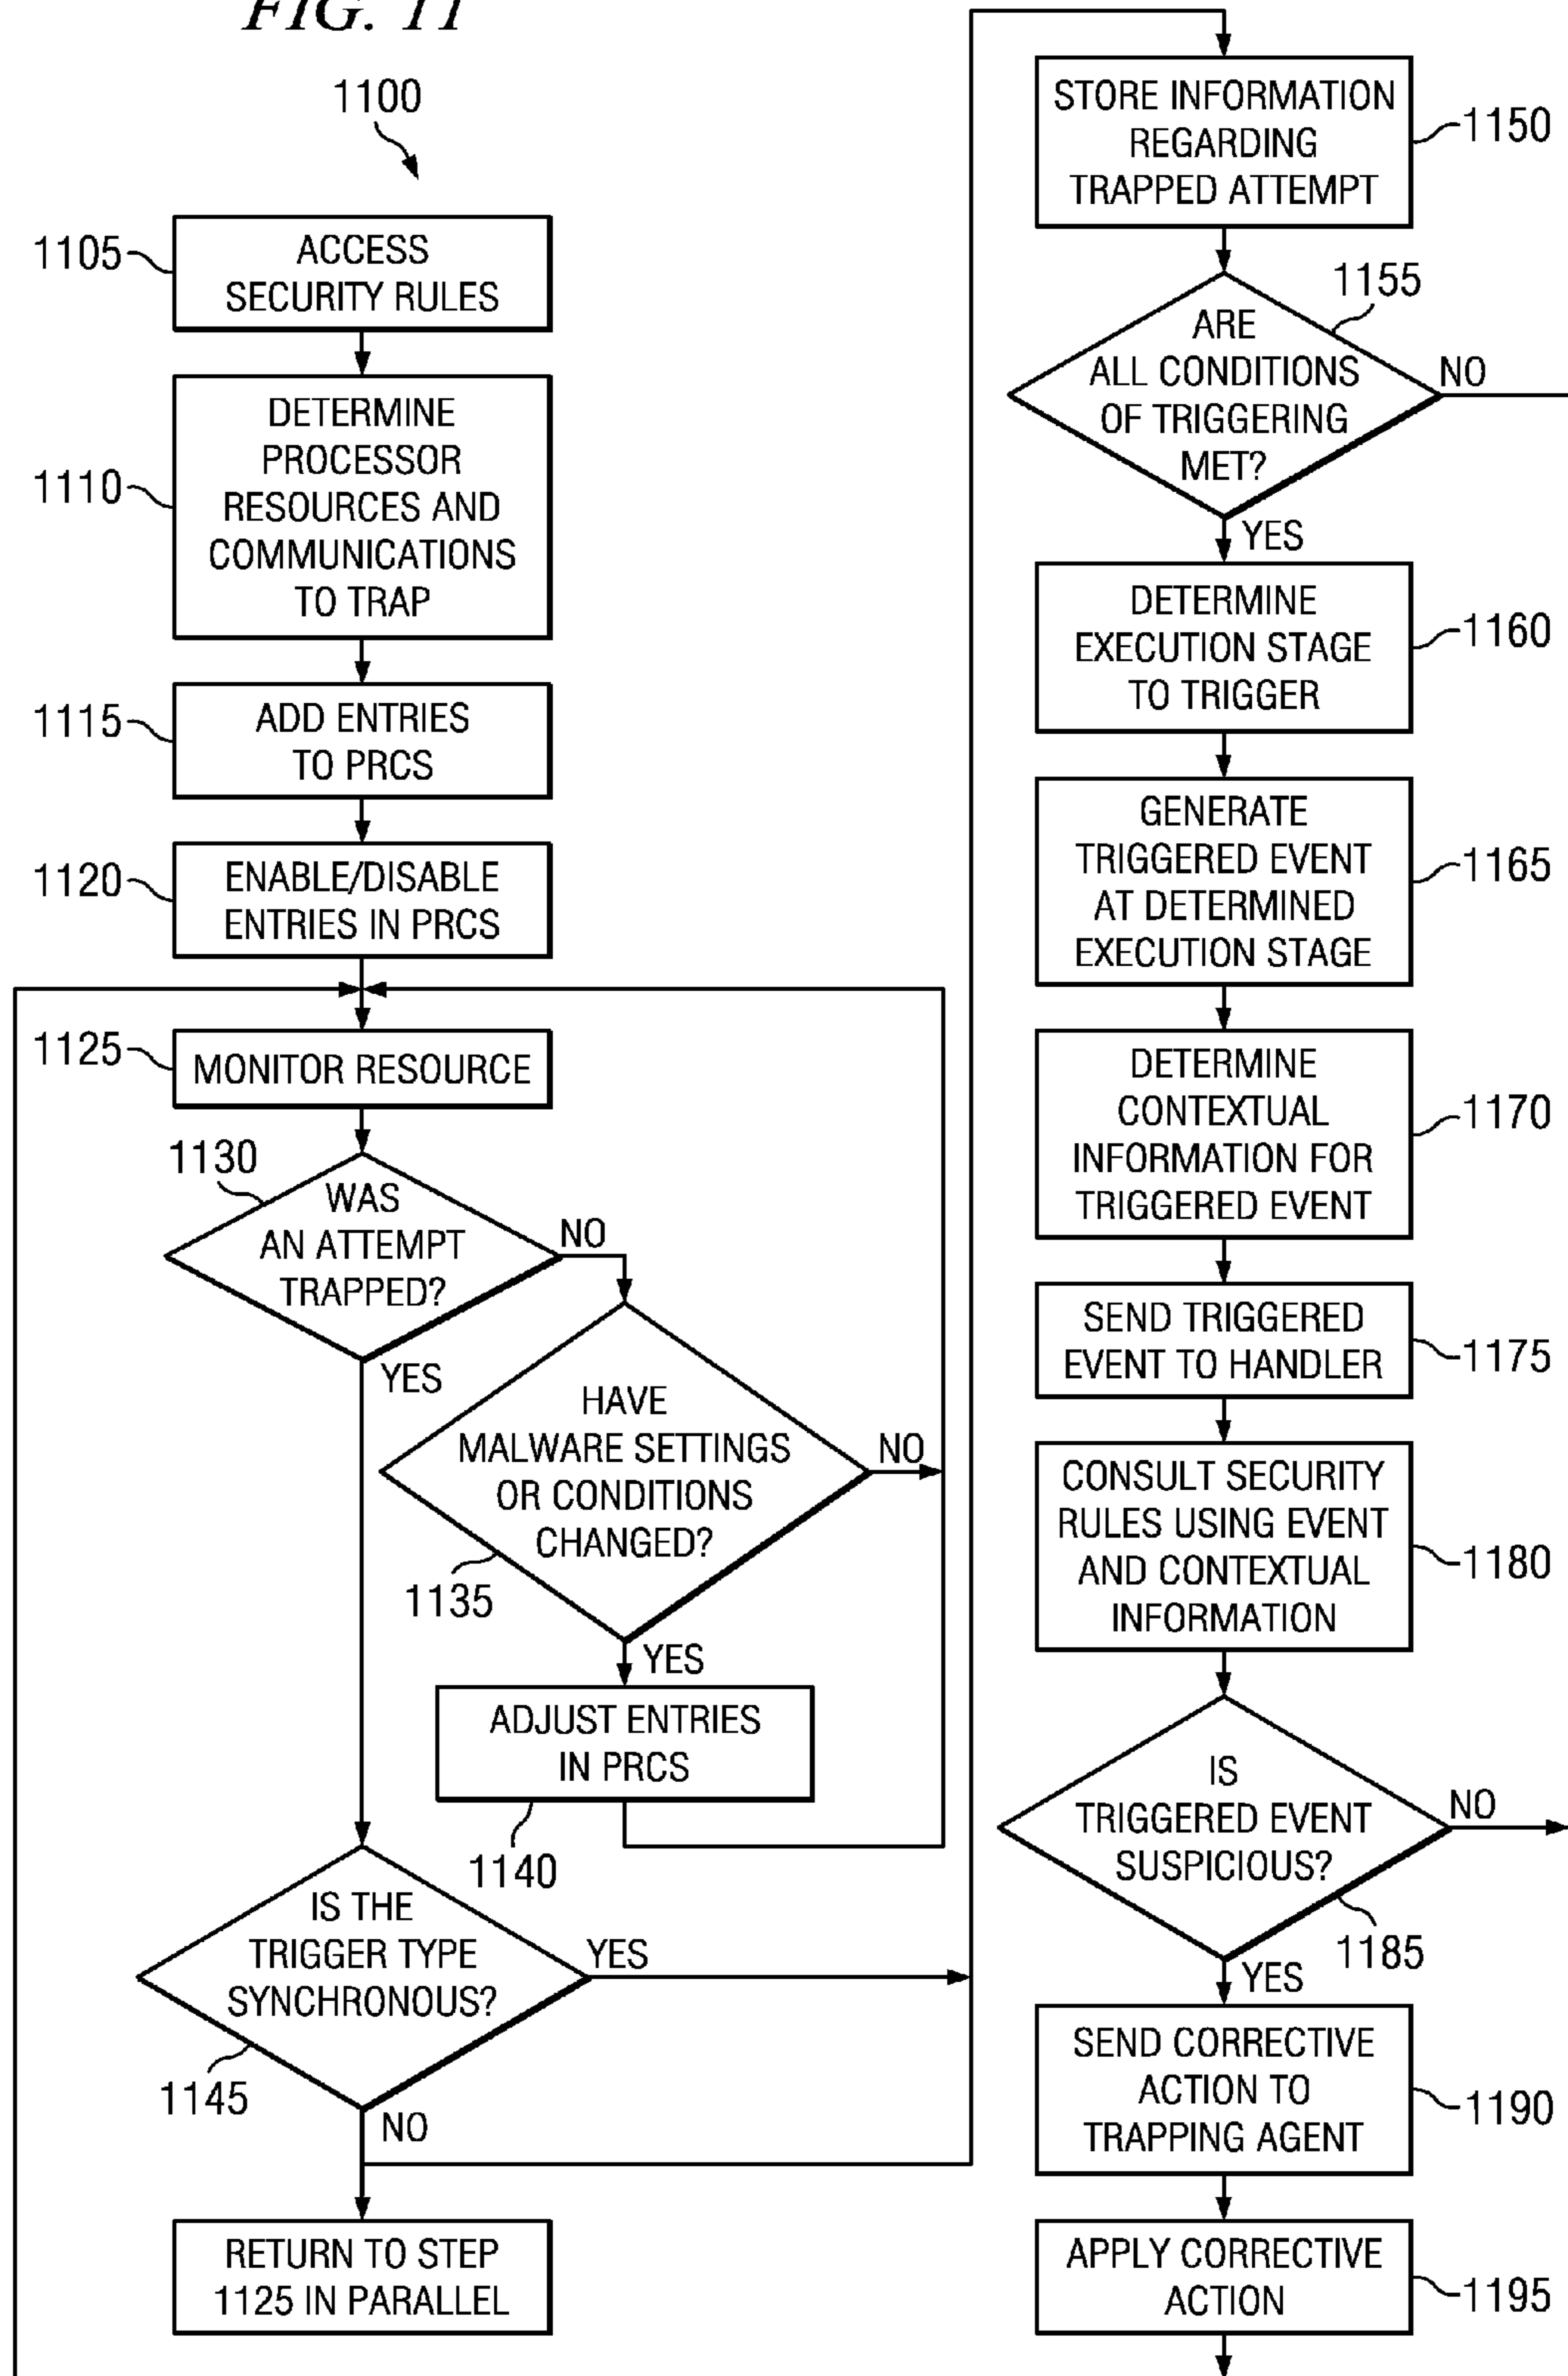 FIG. 11
1100
1105
ACCESS
SECURITY RULES
1110
DETERMINE
PROCESSOR
RESOURCES AND
COMMUNICATIONS
TO TRAP
1115
ADD ENTRIES
TO PRCS
1120
ENABLE/DISABLE
ENTRIES IN PRCS
1125
MONITOR RESOURCE
1130
WAS
AN ATTEMPT
TRAPPED?
NO
YES
HAVE
MALWARE SETTINGS
OR CONDITIONS
CHANGED?
NO
1135
YES
ADJUST ENTRIES
IN PRCS
1140
IS THE
TRIGGER TYPE
SYNCHRONOUS?
YES
1145
NO
RETURN TO STEP
1125 IN PARALLEL
STORE INFORMATION
REGARDING
TRAPPED ATTEMPT
1150
1155
ARE
ALL CONDITIONS
OF TRIGGERING
MET?
NO
YES
DETERMINE
EXECUTION STAGE
TO TRIGGER
1160
GENERATE
TRIGGERED EVENT
AT DETERMINED
EXECUTION STAGE
1165
DETERMINE
CONTEXTUAL
INFORMATION FOR
TRIGGERED EVENT
1170
SEND TRIGGERED
EVENT TO HANDLER
1175
CONSULT SECURITY
RULES USING EVENT
AND CONTEXTUAL
INFORMATION
1180
IS
TRIGGERED EVENT
SUSPICIOUS?
NO
1185
YES
SEND CORRECTIVE
ACTION TO
TRAPPING AGENT
1190
APPLY CORRECTIVE
ACTION
1195